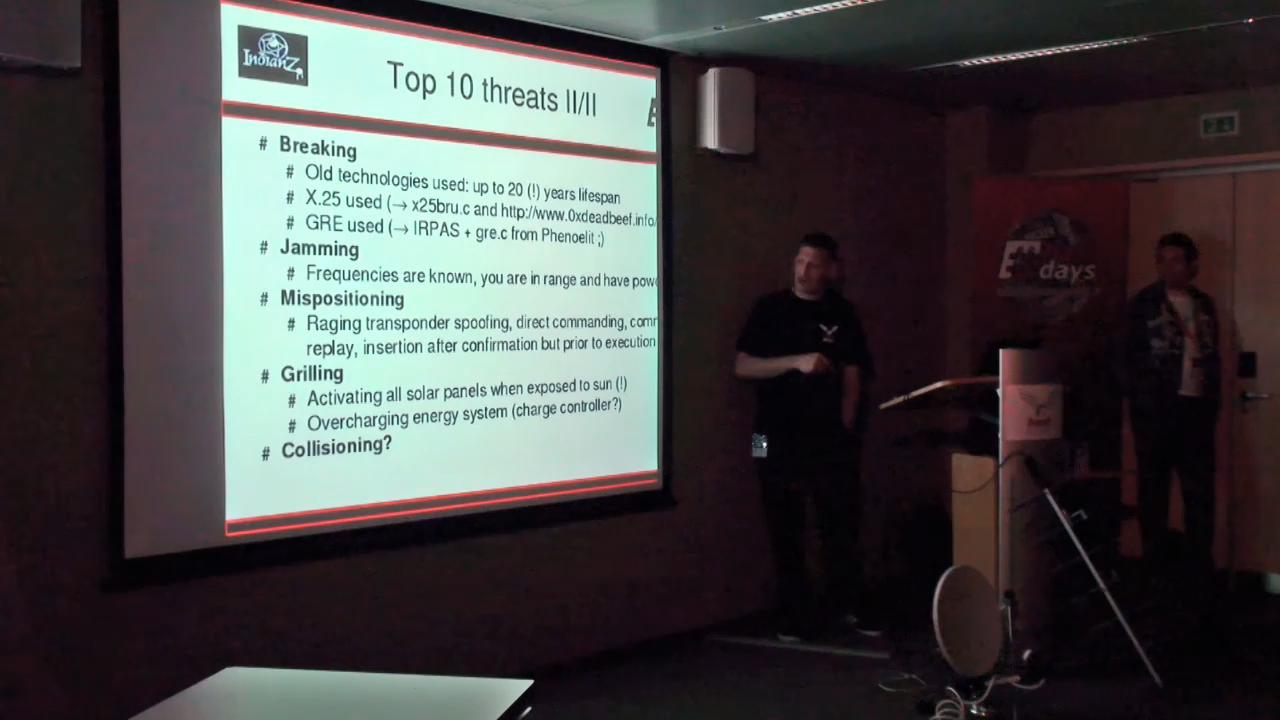 IndianZ
Top 10 threats II/II
# Breaking
# Old technologies used: up to 20 (!) years lifespan
# X.25 used (→ x25bru.c and http://www.0xdeadbeef.info/
# GRE used (→ IRPAS + gre.c from Phenoelit ;)
# Jamming
# Frequencies are known, you are in range and have pow
# Mispositioning
# Raging transponder spoofing, direct commanding, com
replay, insertion after confirmation but prior to execution
# Grilling
# Activating all solar panels when exposed to sun (!)
# Overcharging energy system (charge controller?)
# Collisioning?
days